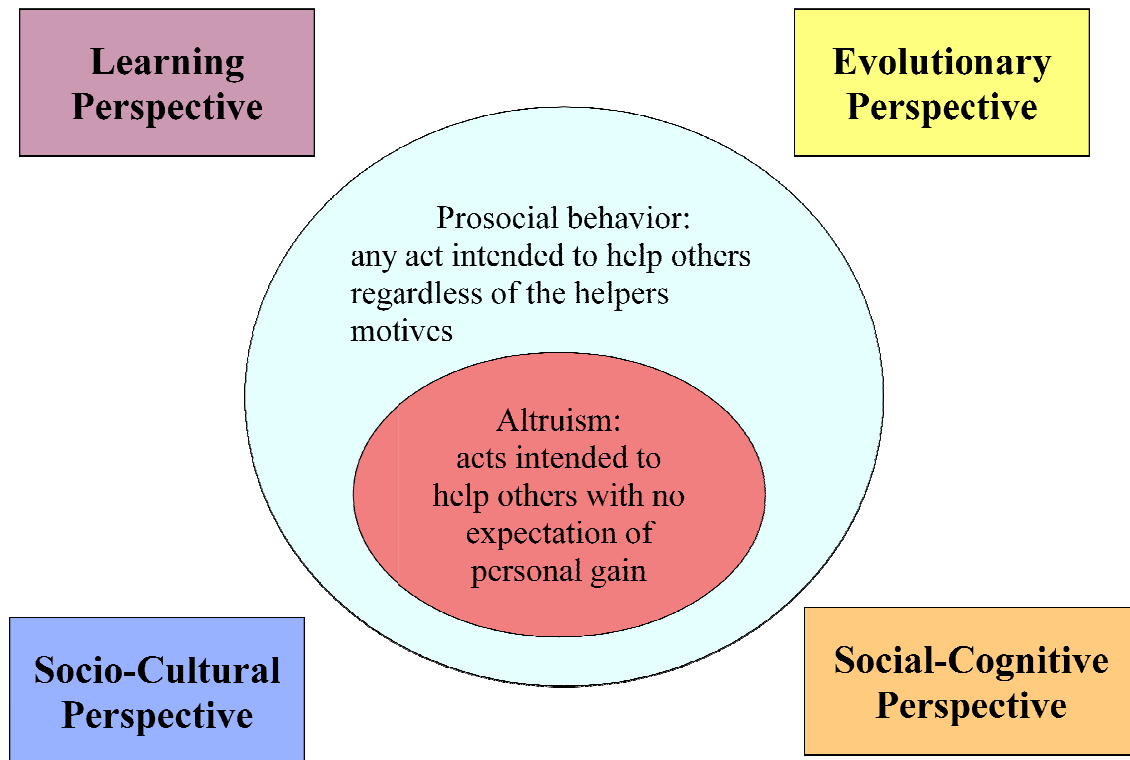 Learning
Perspective
Evolutionary
Perspective
Prosocial behavior:
any act intended to help others
regardless of the helpers
motives
Altruism:
acts intended to
help others with no
expectation of
personal gain
Socio-Cultural
Perspective
Social-Cognitive
Perspective